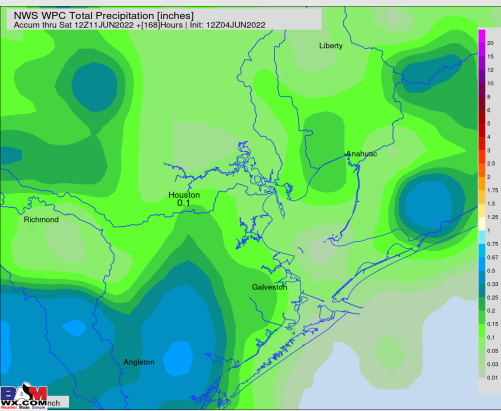 NWS WPC Total Precipitation [inches]
Accum thru Sat 12Z11JUN2022 +[168]Hours | Init: 12Z04JUN2022
Liberty
Anahuac
Houston
0.1
Richmond
Galveston
Angleton
20
15
12
10
8
6
5
4
3
2.5
2
1.75
1.5
1.25
1
0.75
0.67
0.5
0.33
0.25
0.2
0.15
0.1
0.05
0.03
0.01
BAM
WX.COM
Weather Made Simple
nch